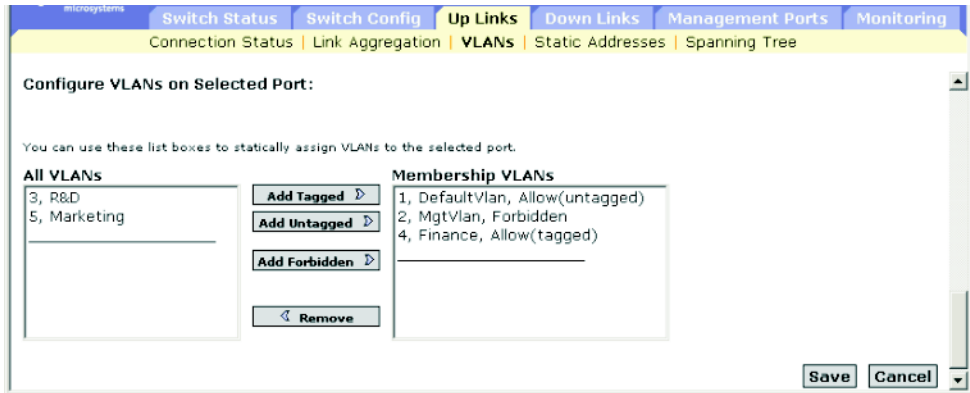 microsystems
Switch Status Switch Config Up Links Down Links Management Ports Monitoring
Connection Status | Link Aggregation | VLANs | Static Addresses | Spanning Tree
Configure VLANs on Selected Port:
You can use these list boxes to statically assign VLANs to the selected port.
All VLANs
3, R&D
5, Marketing
Add Tagged
Add Untagged
Add Forbidden
Remove
Membership VLANs
1, DefaultVlan, Allow(untagged)
2, MgtVlan, Forbidden
4, Finance, Allow(tagged)
Save Cancel